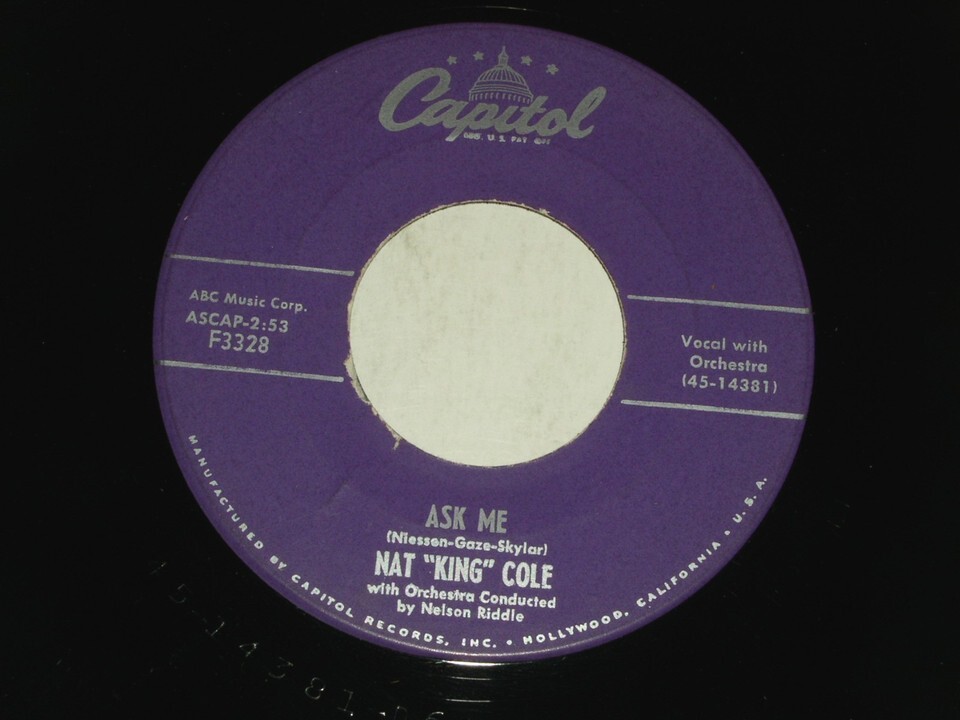 Capitol
REG. U.S. PAT. OFF.
ABC Music Corp.
ASCAP-2:53
F3328
Vocal with
Orchestra
(45-14381)
ASK ME
(Niessen-Gaze-Skylar)
NAT "KING" COLE
with Orchestra Conducted
by Nelson Riddle
MANUFACTURED BY CAPITOL RECORDS, INC. • HOLLYWOOD, CALIFORNIA • U.S.A.